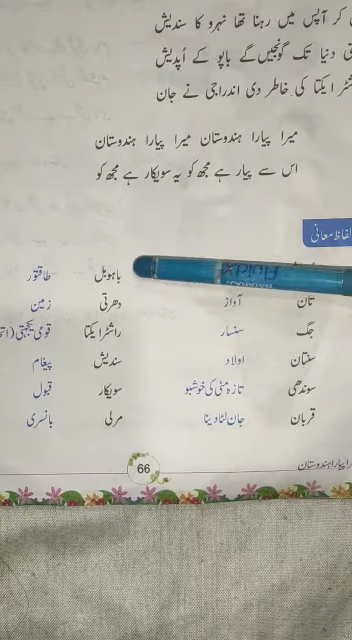 کر آپس میں رہنا تھا نہرو کا سندیش
دنیا تک گونجیں گے باپو کے اُپدیش
ایکتا کی خاطر دی اندرا جی نے جان
میرا پیارا ہندوستان میرا پیارا ہندوستان
اس سے پیار ہے مجھ کو یہ سویکار ہے مجھ کو
الفاظ معانی
باہوبل طاقتور
تان آواز دھرتی زمین
جگ سنسار راشٹر ایکتا قومی یکجہتی
سنتان اولاد سندیش پیغام
سوندھی تازہ مٹی کی خوشبو سویکار قبول
قربان جان لٹا دینا مرلی بانسری
میرا پیارا ہندوستان
66